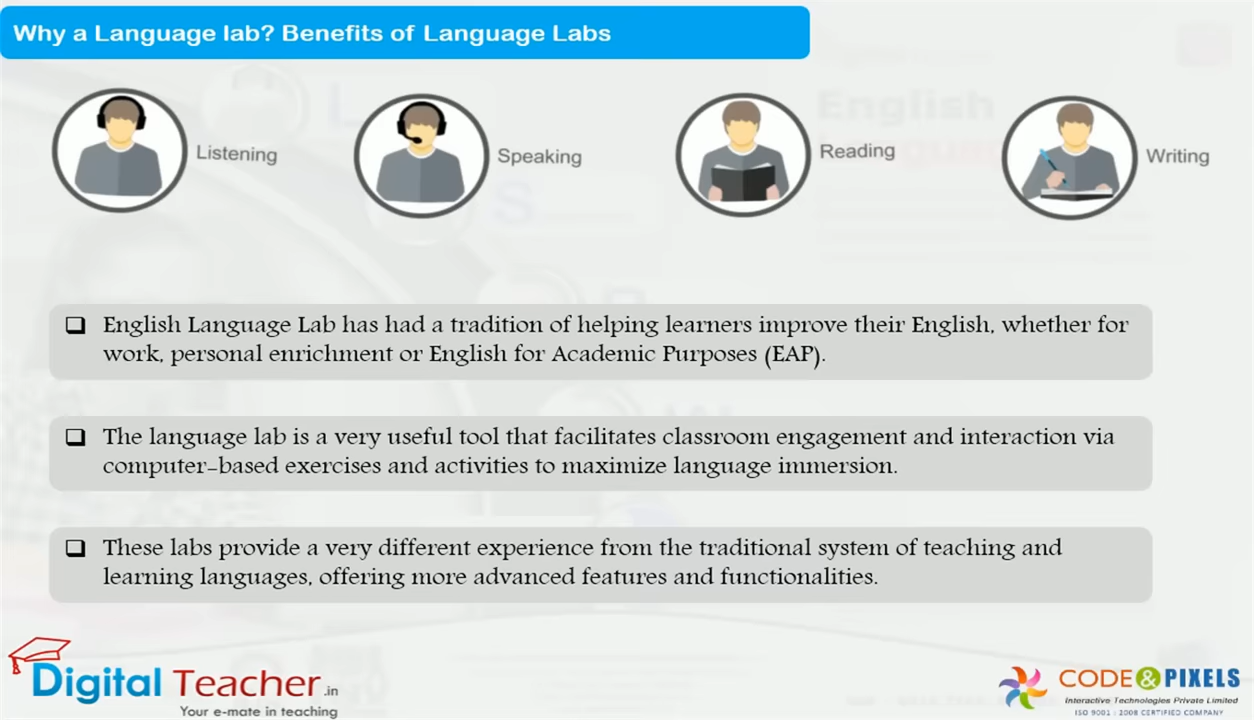 Why a Language lab? Benefits of Language Labs
Listening
Speaking
Reading
Writing
English Language Lab has had a tradition of helping learners improve their English, whether for
work, personal enrichment or English for Academic Purposes (EAP).
The language lab is a very useful tool that facilitates classroom engagement and interaction via
computer-based exercises and activities to maximize language immersion.
These labs provide a very different experience from the traditional system of teaching and
learning languages, offering more advanced features and functionalities.
Digital Teacher.in
Your e-mate in teaching
CODE&PIXELS
Interactive Technologies Private Limited
ISO 9001 : 2008 CERTIFIED COMPANY
English